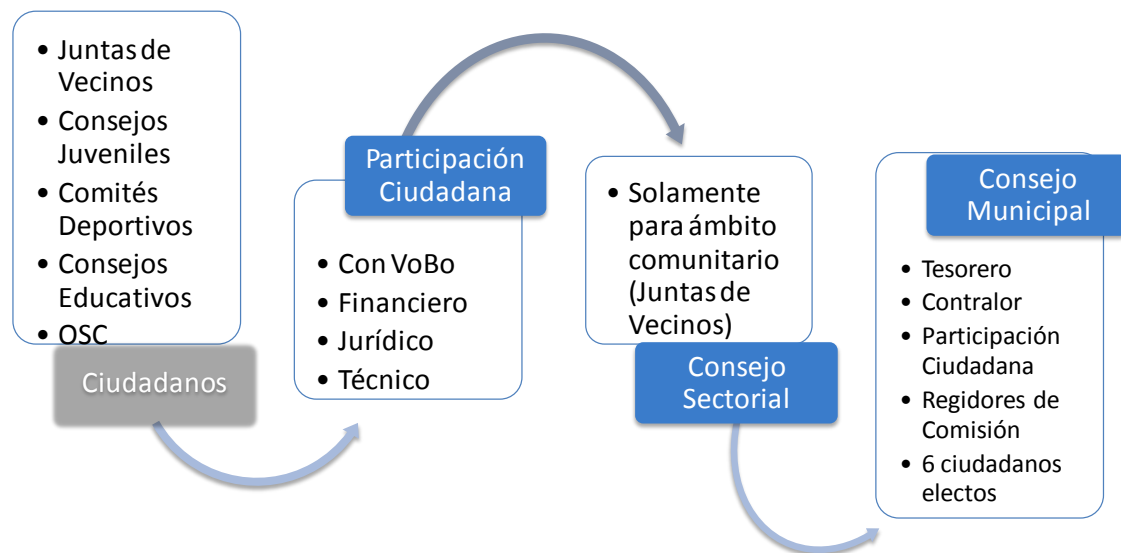 • Juntas de
Vecinos
• Consejos
Juveniles
• Comités
Deportivos
• Consejos
Educativos
• OSC
Ciudadanos
Participación
Ciudadana
• Con VoBo
• Financiero
• Jurídico
• Técnico
• Solamente
para ámbito
comunitario
(Juntas de
Vecinos)
Consejo
Sectorial
Consejo
Municipal
• Tesorero
• Contralor
• Participación
Ciudadana
• Regidores de
Comisión
• 6 ciudadanos
electos